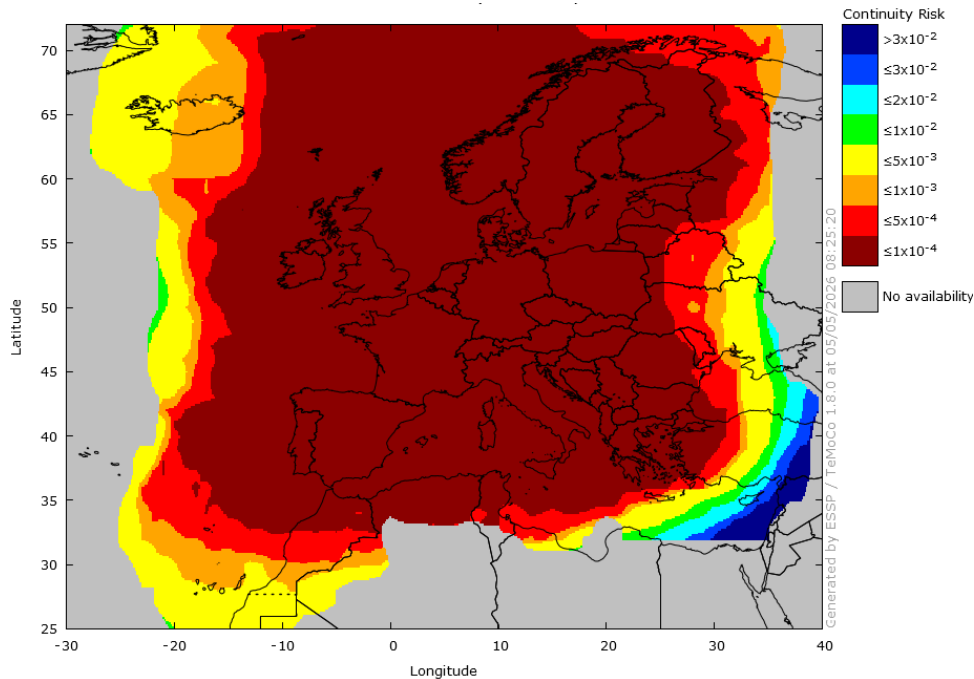 Continuity Risk
>3x10-2
≤3x10-2
≤2x10-2
≤1x10-2
≤5x10-3
≤1x10-3
≤5x10-4
≤1x10-4
No availability
70
65
60
55
50
45
40
35
30
25
Latitude
-30
-20
-10
0
10
20
30
40
Longitude
Generated by ESSP / TeMoCo 1.8.0 at 05/05/2026 08:25:20